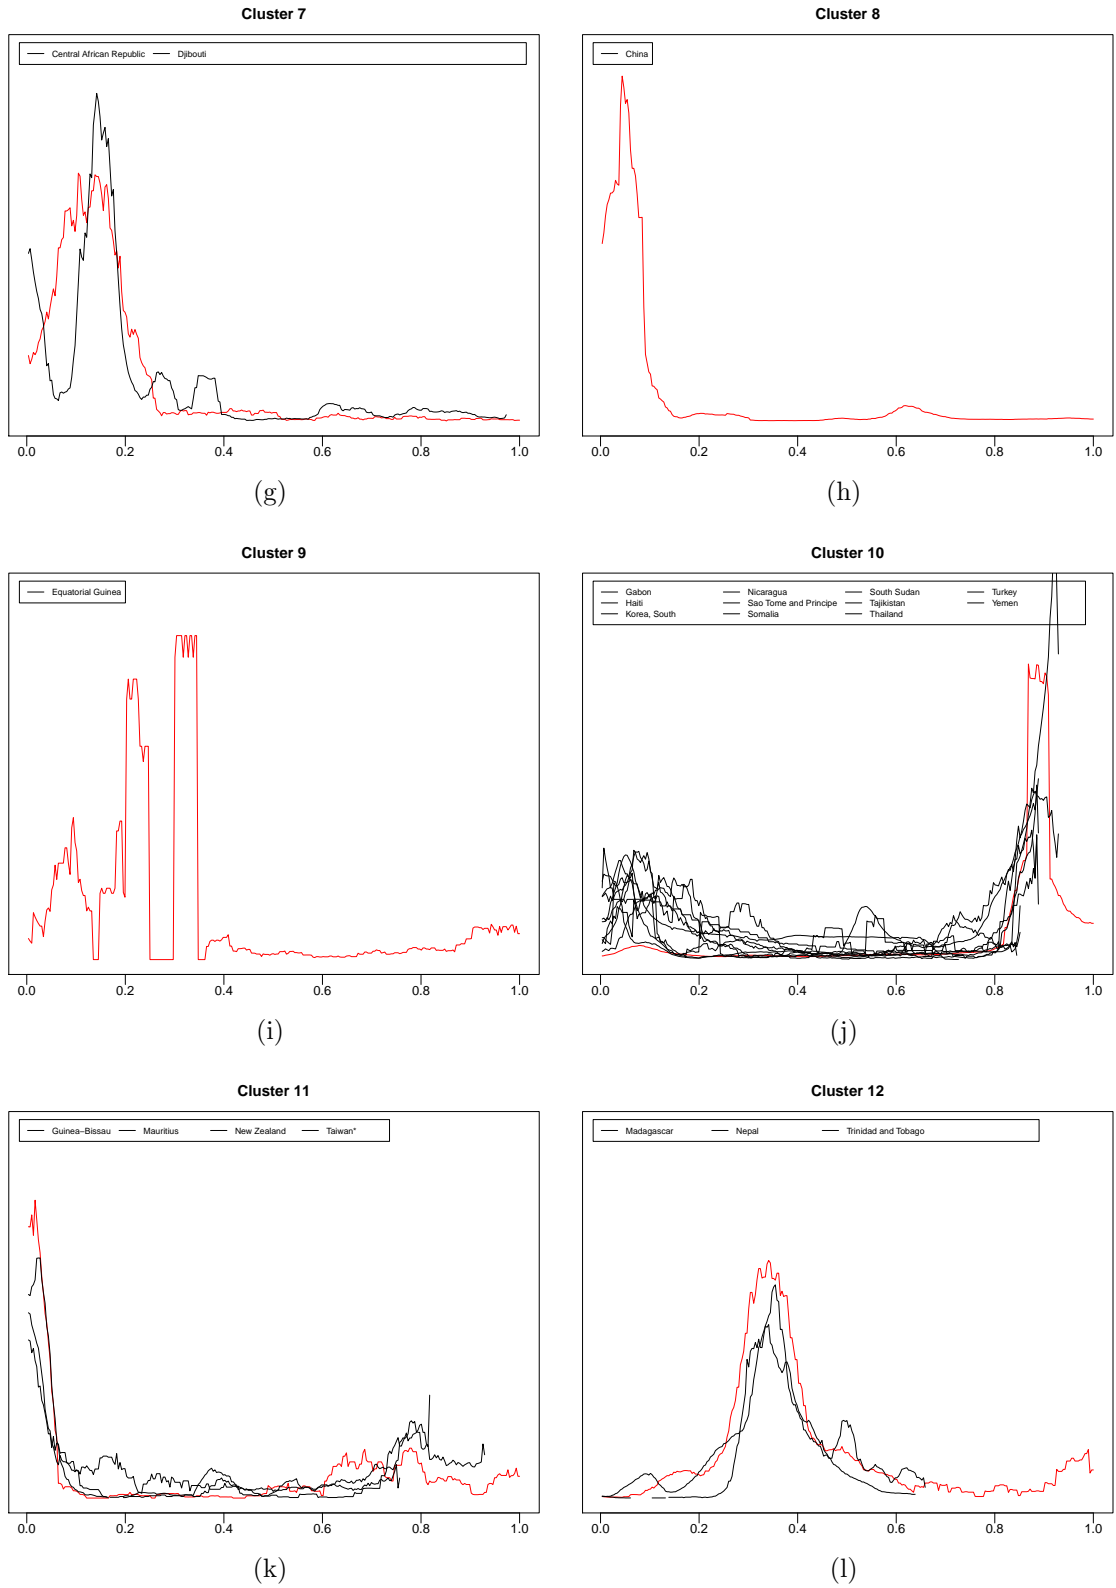 Cluster 7
Central African Republic Djibouti
0.0 0.2 0.4 0.6 0.8 1.0
(g)
Cluster 8
China
0.0 0.2 0.4 0.6 0.8 1.0
(h)
Cluster 9
Equatorial Guinea
0.0 0.2 0.4 0.6 0.8 1.0
(i)
Cluster 10
Gabon Nicaragua South Sudan Turkey
Haiti Sao Tome and Principe Tajikistan Yemen
Korea, South Somalia Thailand
0.0 0.2 0.4 0.6 0.8 1.0
(j)
Cluster 11
Guinea−Bissau Mauritius New Zealand Taiwan*
0.0 0.2 0.4 0.6 0.8 1.0
(k)
Cluster 12
Madagascar Nepal Trinidad and Tobago
0.0 0.2 0.4 0.6 0.8 1.0
(l)